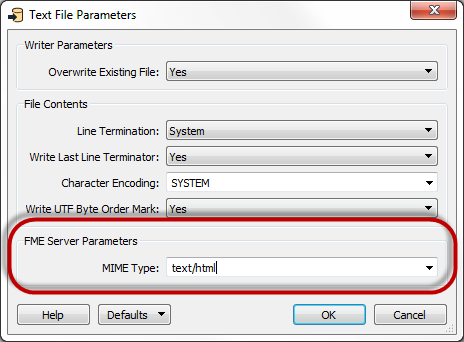 Text File Parameters
Writer Parameters
Overwrite Existing File: Yes
File Contents
Line Termination: System
Write Last Line Terminator: Yes
Character Encoding: SYSTEM
Write UTF Byte Order Mark: Yes
FME Server Parameters
MIME Type: text/html
Help Defaults OK Cancel